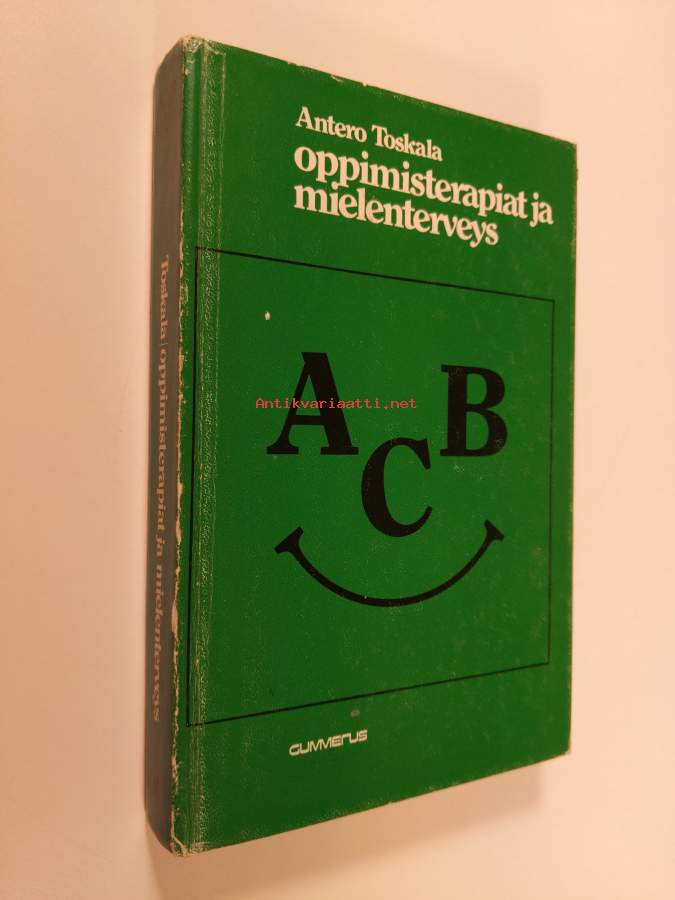 Antero Toskala
oppimisterapiat ja
mielenterveys
A B
C
Antikvariaatti.net
GUMMERUS
Toskala / oppimisterapiat ja mielenterveys